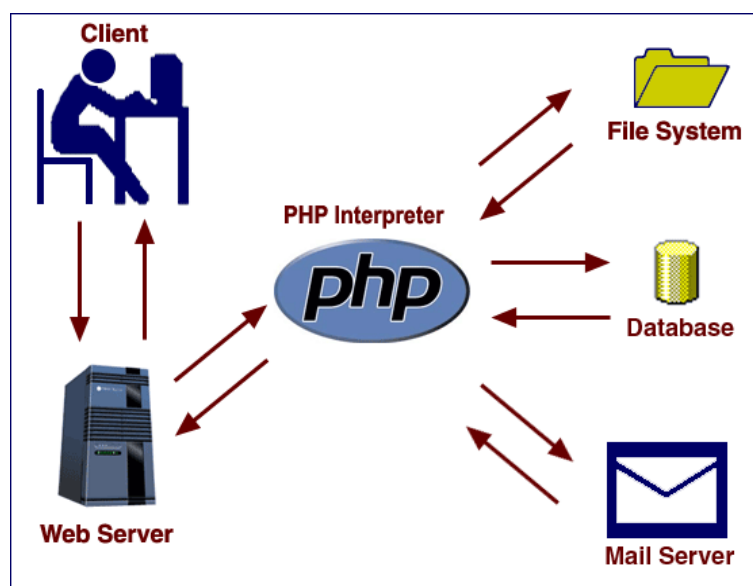 Client
File System
PHP Interpreter
php
Database
Web Server
Mail Server